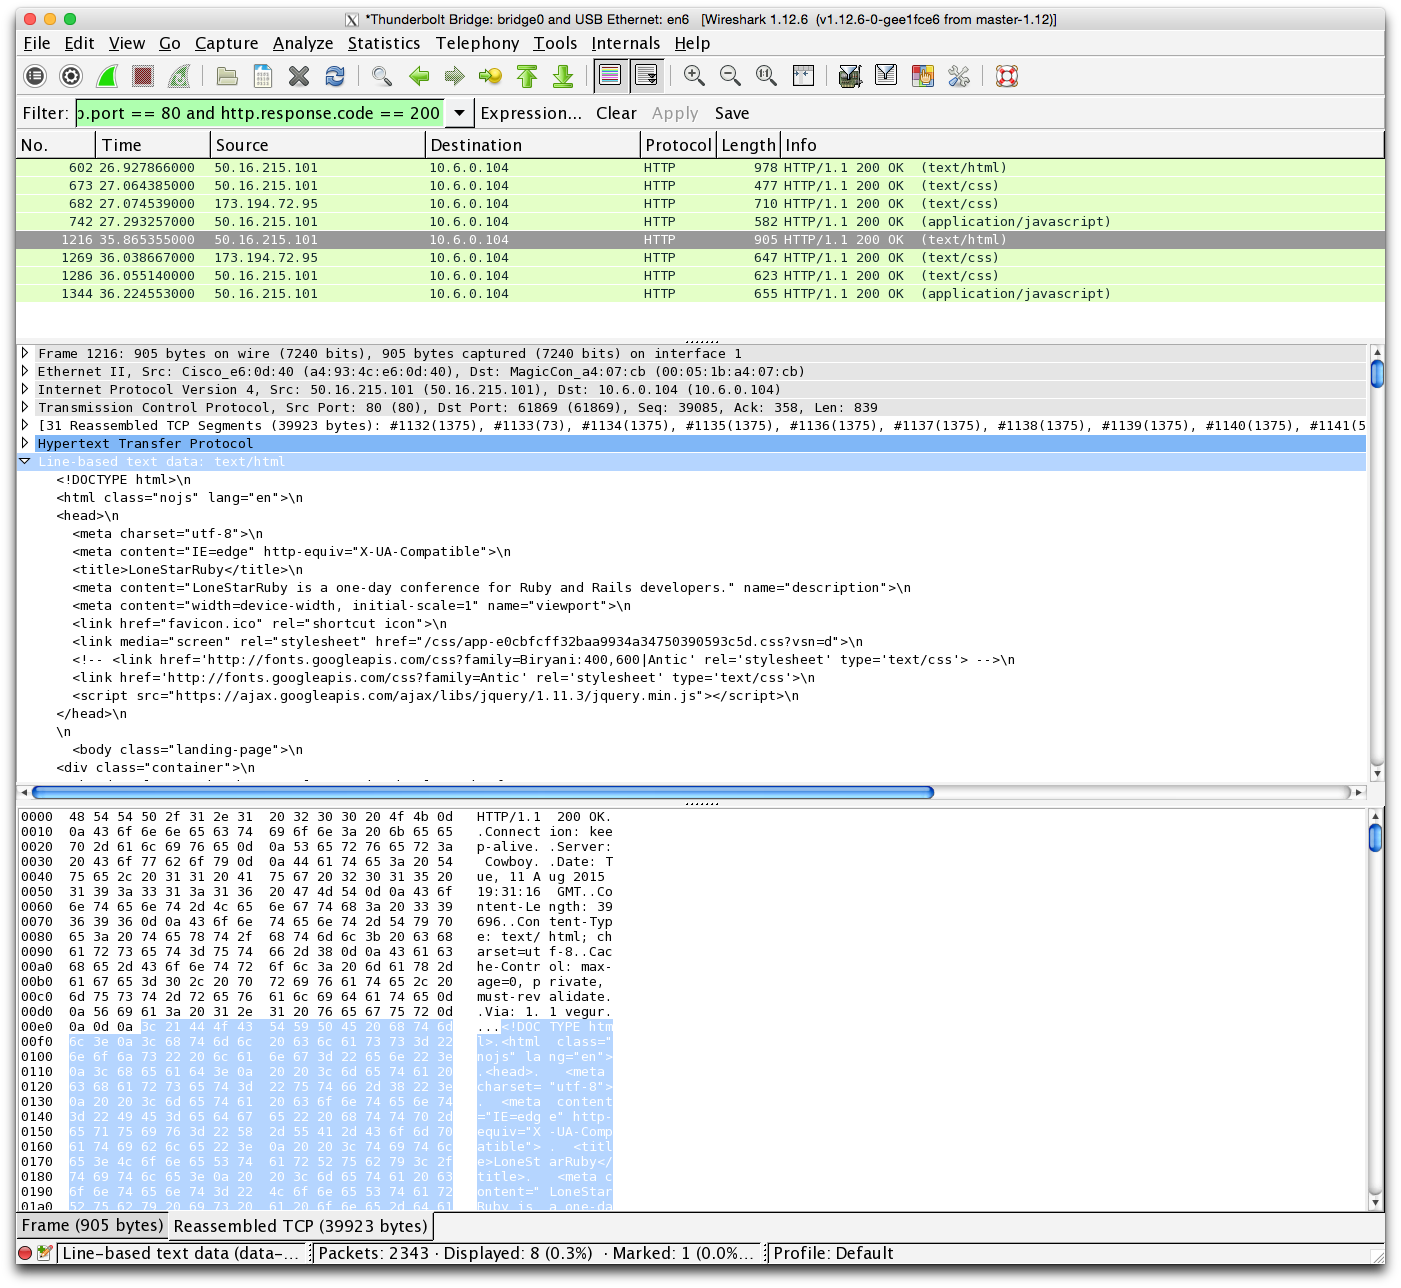 *Thunderbolt Bridge: bridge0 and USB Ethernet: en6   [Wireshark 1.12.6  (v1.12.6-0-gee1fce6 from master-1.12)]
File Edit View Go Capture Analyze Statistics Telephony Tools Internals Help
Filter: p.port == 80 and http.response.code == 200 Expression... Clear Apply Save
No. Time Source Destination Protocol Length Info
602 26.927866000 50.16.215.101 10.6.0.104 HTTP 978 HTTP/1.1 200 OK  (text/html)
673 27.064385000 50.16.215.101 10.6.0.104 HTTP 477 HTTP/1.1 200 OK  (text/css)
682 27.074539000 173.194.72.95 10.6.0.104 HTTP 710 HTTP/1.1 200 OK  (text/css)
742 27.293257000 50.16.215.101 10.6.0.104 HTTP 582 HTTP/1.1 200 OK  (application/javascript)
1216 35.865355000 50.16.215.101 10.6.0.104 HTTP 905 HTTP/1.1 200 OK  (text/html)
1269 36.038667000 173.194.72.95 10.6.0.104 HTTP 647 HTTP/1.1 200 OK  (text/css)
1286 36.055140000 50.16.215.101 10.6.0.104 HTTP 623 HTTP/1.1 200 OK  (text/css)
1344 36.224553000 50.16.215.101 10.6.0.104 HTTP 655 HTTP/1.1 200 OK  (application/javascript)
Frame 1216: 905 bytes on wire (7240 bits), 905 bytes captured (7240 bits) on interface 1
Ethernet II, Src: Cisco_e6:0d:40 (a4:93:4c:e6:0d:40), Dst: MagicCon_a4:07:cb (00:05:1b:a4:07:cb)
Internet Protocol Version 4, Src: 50.16.215.101 (50.16.215.101), Dst: 10.6.0.104 (10.6.0.104)
Transmission Control Protocol, Src Port: 80 (80), Dst Port: 61869 (61869), Seq: 39085, Ack: 358, Len: 839
[31 Reassembled TCP Segments (39923 bytes): #1132(1375), #1133(73), #1134(1375), #1135(1375), #1136(1375), #1137(1375), #1138(1375), #1139(1375), #1140(1375), #1141(5
Hypertext Transfer Protocol
Line-based text data: text/html
<!DOCTYPE html>\n
<html class="nojs" lang="en">\n
<head>\n
<meta charset="utf-8">\n
<meta content="IE=edge" http-equiv="X-UA-Compatible">\n
<title>LoneStarRuby</title>\n
<meta content="LoneStarRuby is a one-day conference for Ruby and Rails developers." name="description">\n
<meta content="width=device-width, initial-scale=1" name="viewport">\n
<link href="favicon.ico" rel="shortcut icon">\n
<link media="screen" rel="stylesheet" href="/css/app-e0cbfcff32baa9934a34750390593c5d.css?vsn=d">\n
<!-- <link href='http://fonts.googleapis.com/css?family=Biryani:400,600|Antic' rel='stylesheet' type='text/css'> -->\n
<link href='http://fonts.googleapis.com/css?family=Antic' rel='stylesheet' type='text/css'>\n
<script src="https://ajax.googleapis.com/ajax/libs/jquery/1.11.3/jquery.min.js"></script>\n
</head>\n
\n
<body class="landing-page">\n
<div class="container">\n
0000  48 54 54 50 2f 31 2e 31  20 32 30 30 20 4f 4b 0d   HTTP/1.1  200 OK.
0010  0a 43 6f 6e 6e 65 63 74  69 6f 6e 3a 20 6b 65 65   .Connect ion: kee
0020  70 2d 61 6c 69 76 65 0d  0a 53 65 72 76 65 72 3a   p-alive. .Server:
0030  20 43 6f 77 62 6f 79 0d  0a 44 61 74 65 3a 20 54    Cowboy. .Date: T
0040  75 65 2c 20 31 31 20 41  75 67 20 32 30 31 35 20   ue, 11 A ug 2015
0050  31 39 3a 33 31 3a 31 36  20 47 4d 54 0d 0a 43 6f   19:31:16  GMT..Co
0060  6e 74 65 6e 74 2d 4c 65  6e 67 74 68 3a 20 33 39   ntent-Le ngth: 39
0070  36 39 36 0d 0a 43 6f 6e  74 65 6e 74 2d 54 79 70   696..Con tent-Typ
0080  65 3a 20 74 65 78 74 2f  68 74 6d 6c 3b 20 63 68   e: text/ html; ch
0090  61 72 73 65 74 3d 75 74  66 2d 38 0d 0a 43 61 63   arset=ut f-8..Cac
00a0  68 65 2d 43 6f 6e 74 72  6f 6c 3a 20 6d 61 78 2d   he-Contr ol: max-
00b0  61 67 65 3d 30 2c 20 70  72 69 76 61 74 65 2c 20   age=0, p rivate,
00c0  6d 75 73 74 2d 72 65 76  61 6c 69 64 61 74 65 0d   must-rev alidate.
00d0  0a 56 69 61 3a 20 31 2e  31 20 76 65 67 75 72 0d   .Via: 1. 1 vegur.
00e0  0a 0d 0a 3c 21 44 4f 43  54 59 50 45 20 68 74 6d   ...<!DOC TYPE htm
00f0  6c 3e 0a 3c 68 74 6d 6c  20 63 6c 61 73 73 3d 22   l>.<html  class="
0100  6e 6f 6a 73 22 20 6c 61  6e 67 3d 22 65 6e 22 3e   nojs" la ng="en">
0110  0a 3c 68 65 61 64 3e 0a  20 20 3c 6d 65 74 61 20   .<head>.   <meta
0120  63 68 61 72 73 65 74 3d  22 75 74 66 2d 38 22 3e   charset= "utf-8">
0130  0a 20 20 3c 6d 65 74 61  20 63 6f 6e 74 65 6e 74   .  <meta  content
0140  3d 22 49 45 3d 65 64 67  65 22 20 68 74 74 70 2d   ="IE=edg e" http-
0150  65 71 75 69 76 3d 22 58  2d 55 41 2d 43 6f 6d 70   equiv="X -UA-Comp
0160  61 74 69 62 6c 65 22 3e  0a 20 20 3c 74 69 74 6c   atible"> .  <titl
0170  65 3e 4c 6f 6e 65 53 74  61 72 52 75 62 79 3c 2f   e>LoneSt arRuby</
0180  74 69 74 6c 65 3e 0a 20  20 3c 6d 65 74 61 20 63   title>.   <meta c
0190  6f 6e 74 65 6e 74 3d 22  4c 6f 6e 65 53 74 61 72   ontent=" LoneStar
01a0  52 75 62 79 20 69 73 20  61 20 6f 6e 65 2d 64 61   Ruby is  a one-da
Frame (905 bytes) Reassembled TCP (39923 bytes)
Line-based text data (data-... Packets: 2343 · Displayed: 8 (0.3%)  · Marked: 1 (0.0%... Profile: Default